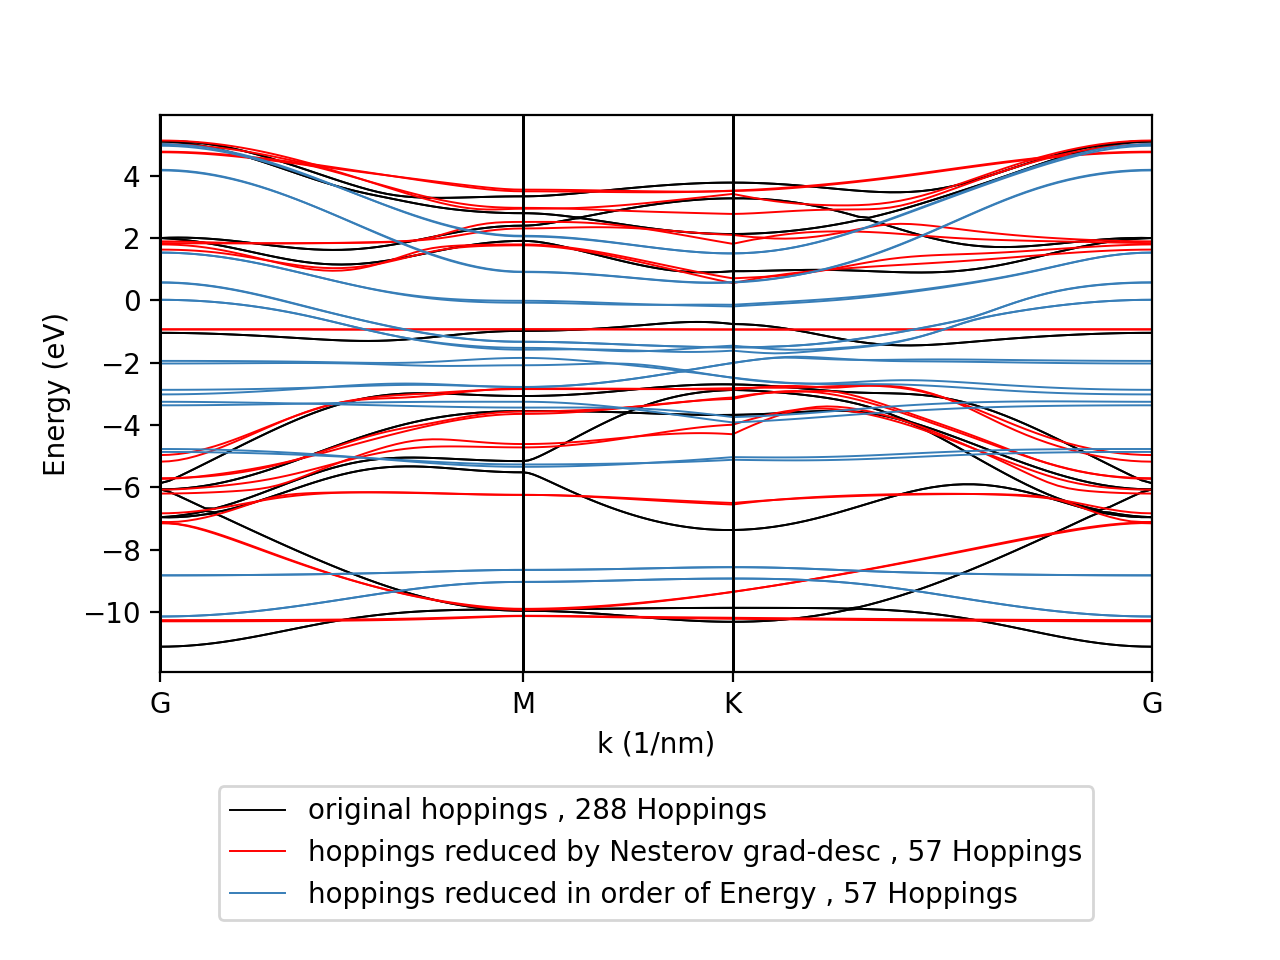 4
2
0
−2
−4
−6
−8
−10
Energy (eV)
G M K G
k (1/nm)
original hoppings , 288 Hoppings
hoppings reduced by Nesterov grad-desc , 57 Hoppings
hoppings reduced in order of Energy , 57 Hoppings